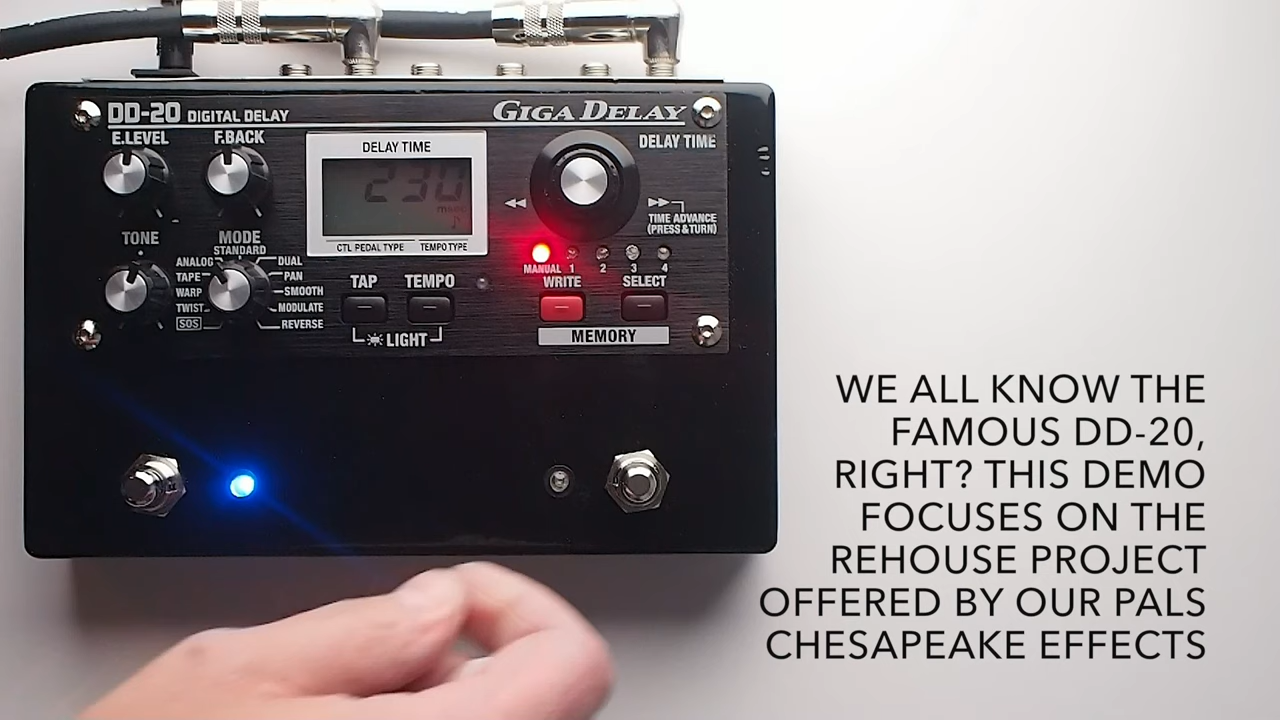 DD-20 DIGITAL DELAY
GIGA DELAY
E.LEVEL
F.BACK
DELAY TIME
DELAY TIME
230
msec
CTL PEDAL TYPE
TEMPO TYPE
TIME ADVANCE
(PRESS & TURN)
TONE
MODE
STANDARD
ANALOG
DUAL
TAPE
PAN
WARP
SMOOTH
TWIST
MODULATE
SOS
REVERSE
TAP
TEMPO
LIGHT
MANUAL 1 2 3 4
WRITE
SELECT
MEMORY
WE ALL KNOW THE
FAMOUS DD-20,
RIGHT? THIS DEMO
FOCUSES ON THE
REHOUSE PROJECT
OFFERED BY OUR PALS
CHESAPEAKE EFFECTS